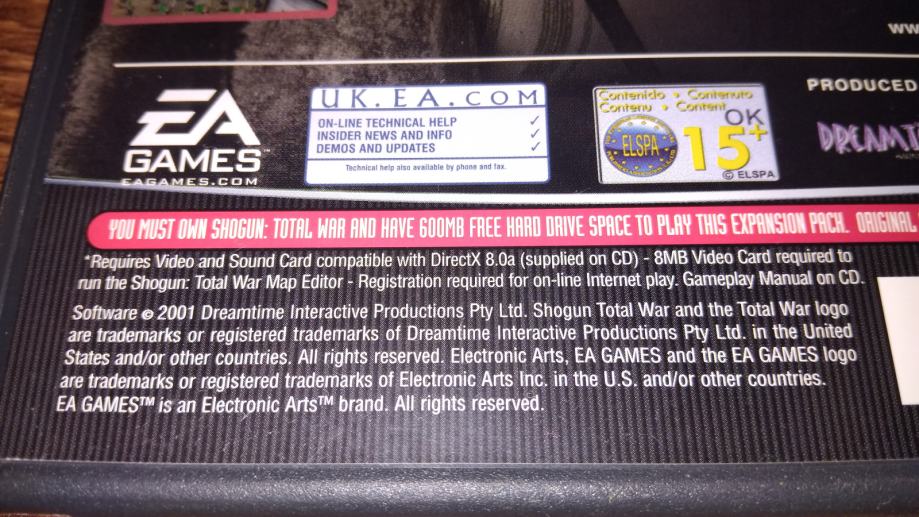 WW
PRODUCED
EA
GAMES™
EAGAMES.COM
UK.EA.COM
ON-LINE TECHNICAL HELP ✓
INSIDER NEWS AND INFO ✓
DEMOS AND UPDATES ✓
Technical help also available by phone and fax.
Contenido • Contenuto
Contenu • Content
OK
ELSPA
15+
© ELSPA
YOU MUST OWN SHOGUN: TOTAL WAR AND HAVE 600MB FREE HARD DRIVE SPACE TO PLAY THIS EXPANSION PACK. ORIGINAL
*Requires Video and Sound Card compatible with DirectX 8.0a (supplied on CD) - 8MB Video Card required to
run the Shogun: Total War Map Editor - Registration required for on-line Internet play. Gameplay Manual on CD.
Software © 2001 Dreamtime Interactive Productions Pty Ltd. Shogun Total War and the Total War logo
are trademarks or registered trademarks of Dreamtime Interactive Productions Pty Ltd. in the United
States and/or other countries. All rights reserved. Electronic Arts, EA GAMES and the EA GAMES logo
are trademarks or registered trademarks of Electronic Arts Inc. in the U.S. and/or other countries.
EA GAMES™ is an Electronic Arts™ brand. All rights reserved.